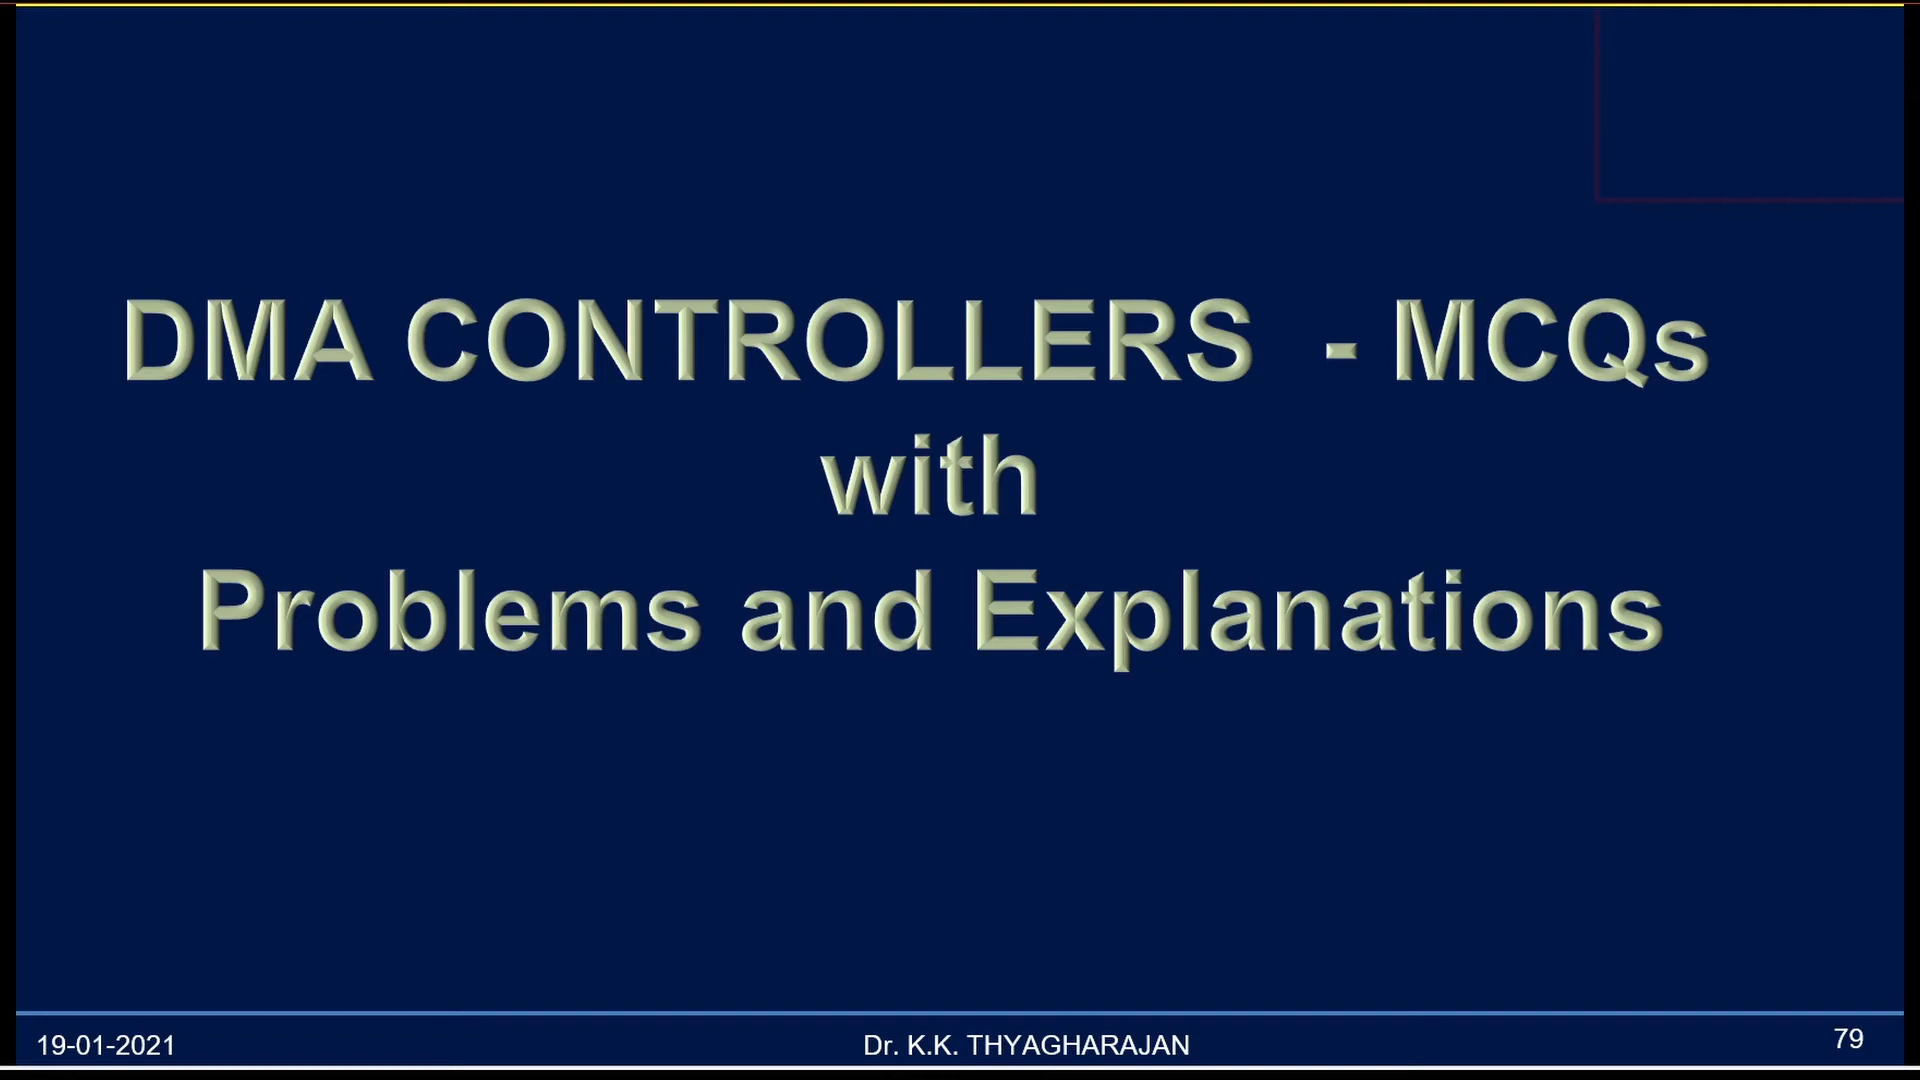 DMA CONTROLLERS - MCQs
with
Problems and Explanations
19-01-2021
Dr. K.K. THYAGHARAJAN
79